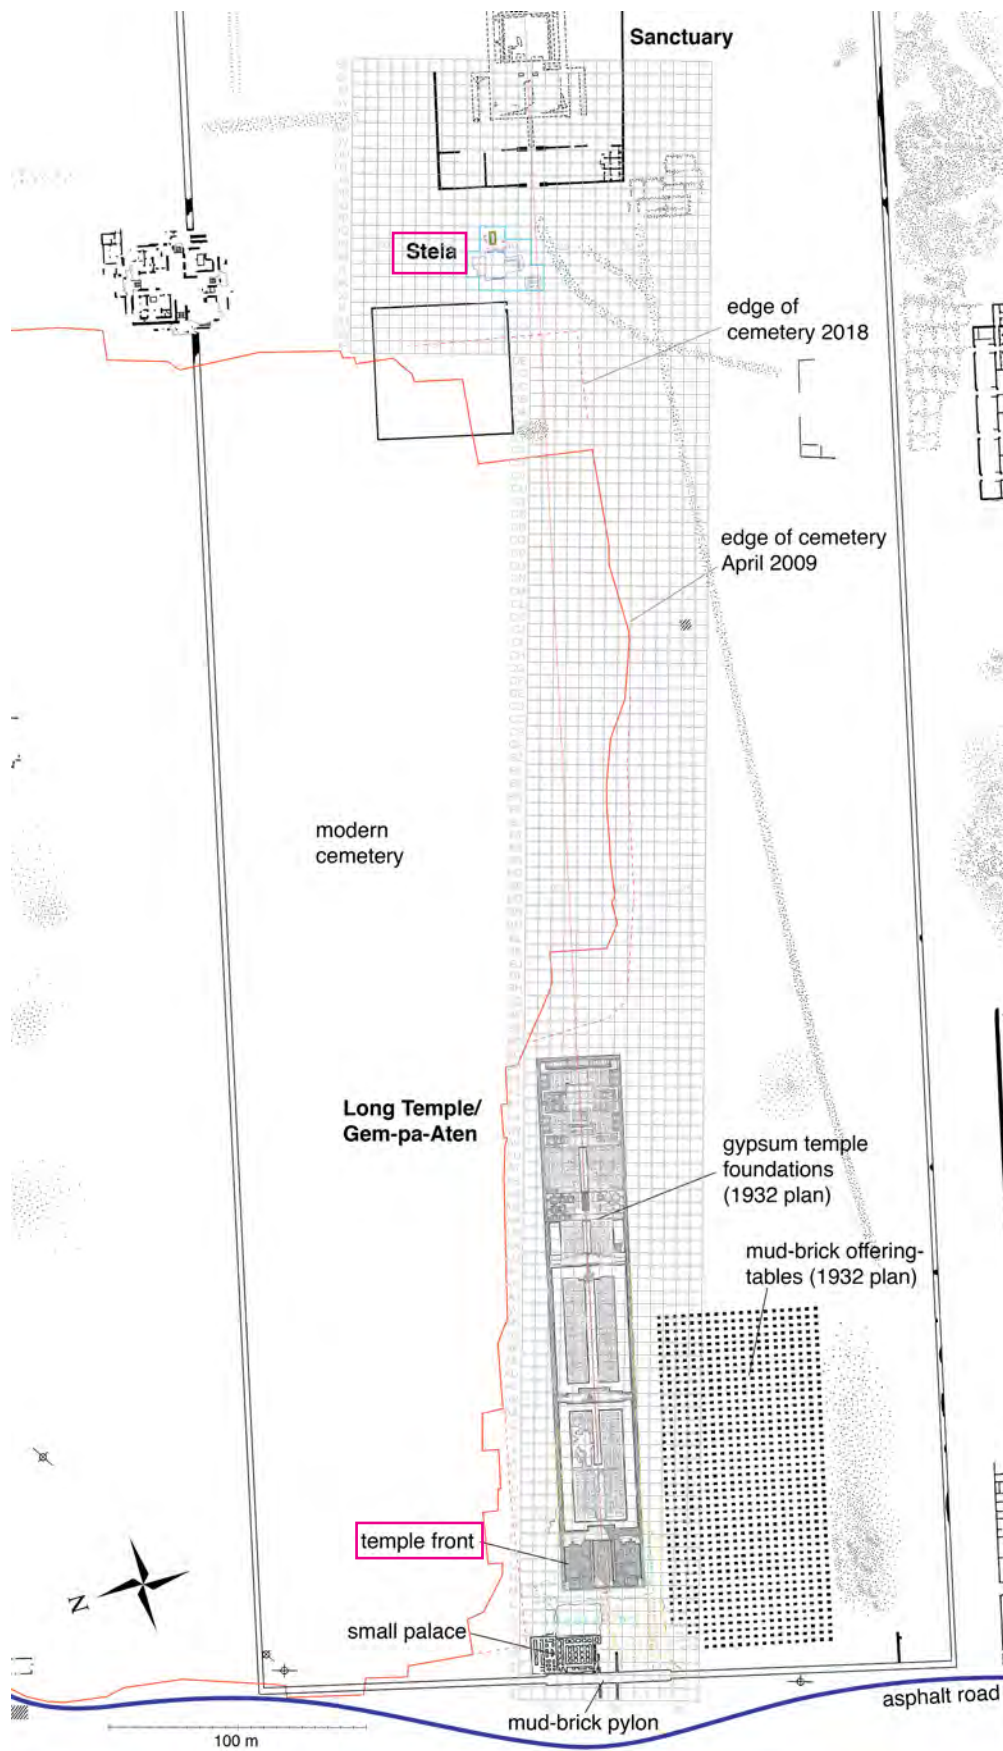 Sanctuary
Stela
edge of
cemetery 2018
edge of cemetery
April 2009
modern
cemetery
Long Temple/
Gem-pa-Aten
gypsum temple
foundations
(1932 plan)
mud-brick offering-
tables (1932 plan)
temple front
N
small palace
asphalt road
mud-brick pylon
100 m